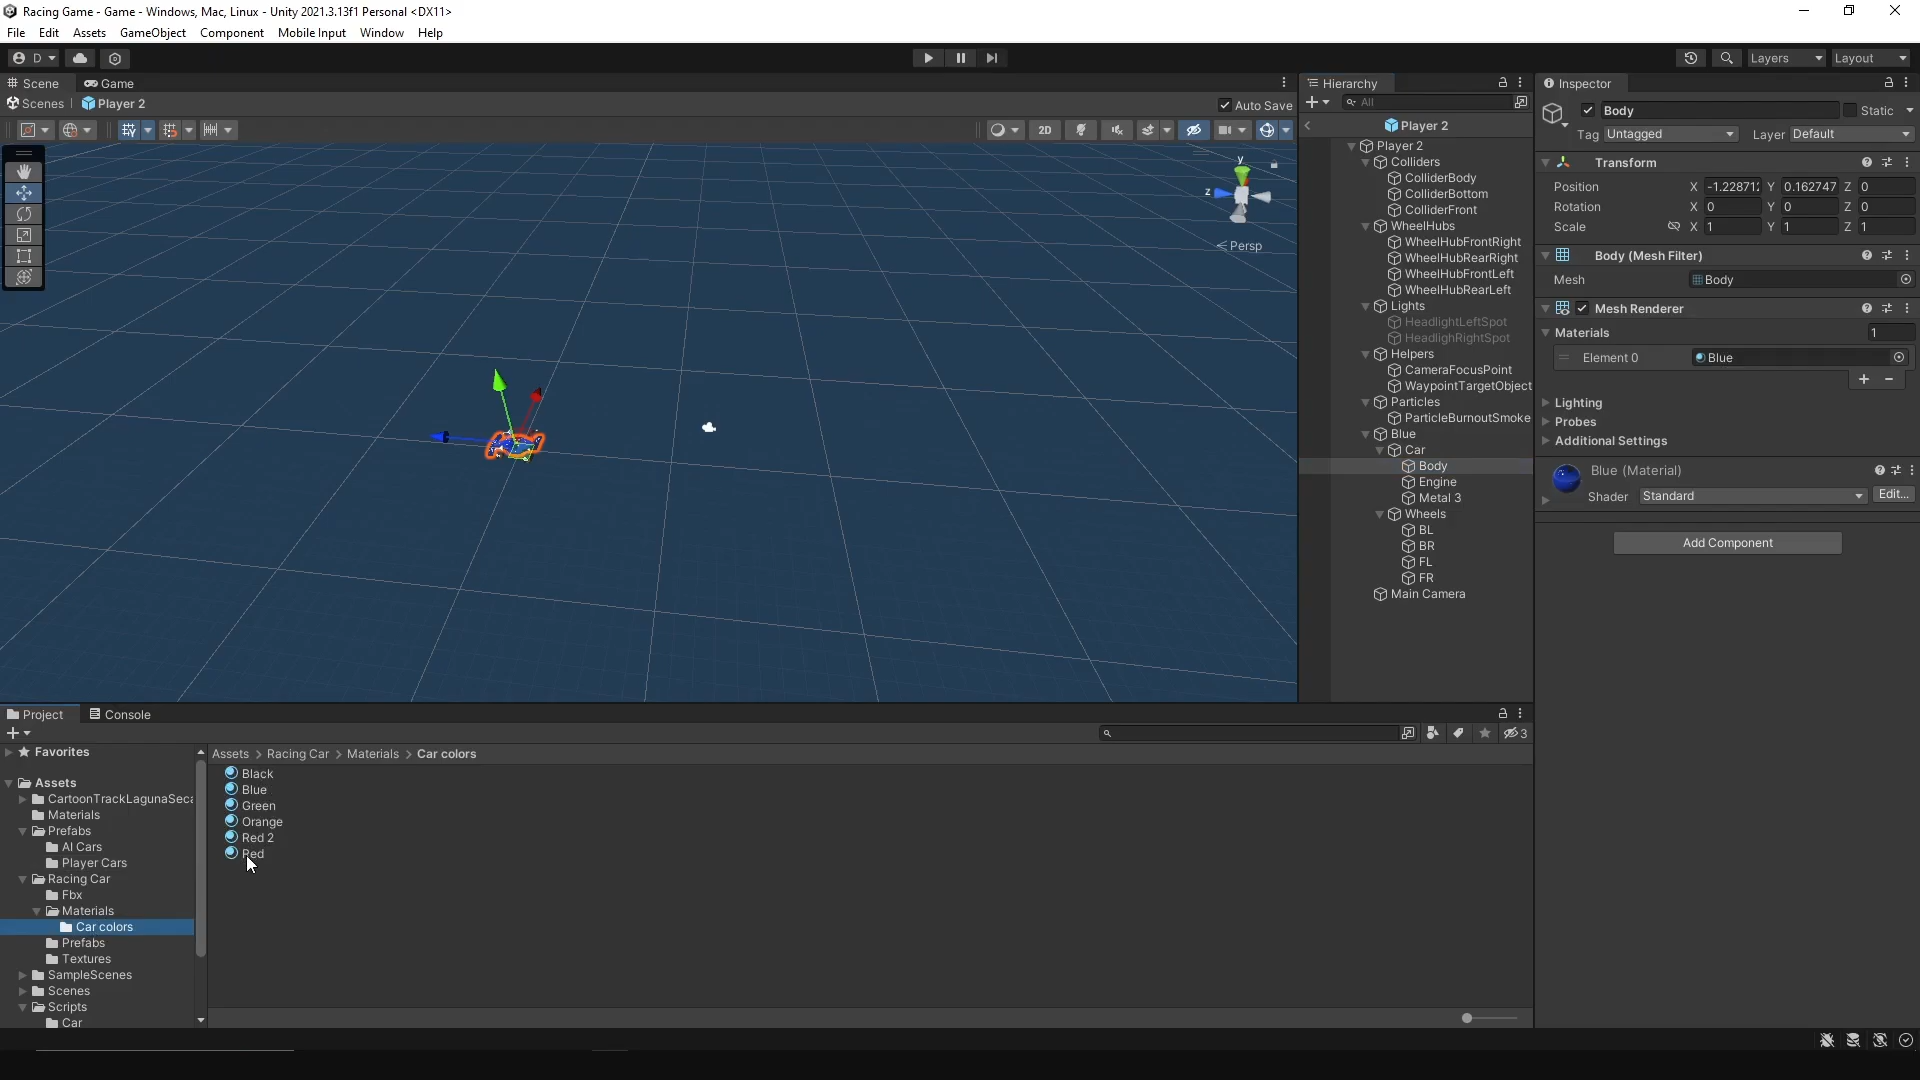 Racing Game - Game - Windows, Mac, Linux - Unity 2021.3.13f1 Personal <DX11>
File Edit Assets GameObject Component Mobile Input Window Help
D
Layers Layout
Scene Game
Scenes Player 2
Auto Save
2D
y
z
Persp
Hierarchy
All
Player 2
Player 2
Colliders
ColliderBody
ColliderBottom
ColliderFront
WheelHubs
WheelHubFrontRight
WheelHubRearRight
WheelHubFrontLeft
WheelHubRearLeft
Lights
HeadlightLeftSpot
HeadlighRightSpot
Helpers
CameraFocusPoint
WaypointTargetObject
Particles
ParticleBurnoutSmoke
Blue
Car
Body
Engine
Metal 3
Wheels
BL
BR
FL
FR
Main Camera
Inspector
Body Static
Tag Untagged Layer Default
Transform
Position X -1.228712 Y 0.162747 Z 0
Rotation X 0 Y 0 Z 0
Scale X 1 Y 1 Z 1
Body (Mesh Filter)
Mesh Body
Mesh Renderer
Materials 1
Element 0 Blue
Lighting
Probes
Additional Settings
Blue (Material)
Shader Standard Edit...
Add Component
Project Console
3
Favorites
Assets
CartoonTrackLagunaSeca
Materials
Prefabs
AI Cars
Player Cars
Racing Car
Fbx
Materials
Car colors
Prefabs
Textures
SampleScenes
Scenes
Scripts
Car
Assets > Racing Car > Materials > Car colors
Black
Blue
Green
Orange
Red 2
Red